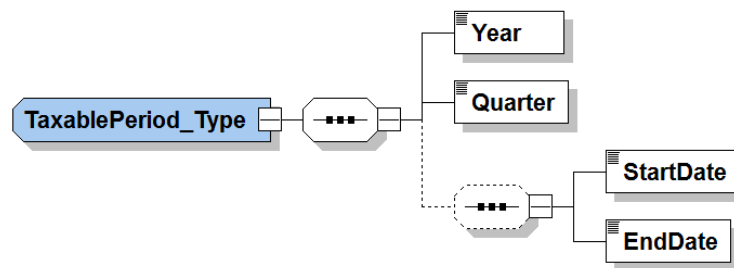 Year
TaxablePeriod_Type
Quarter
StartDate
EndDate